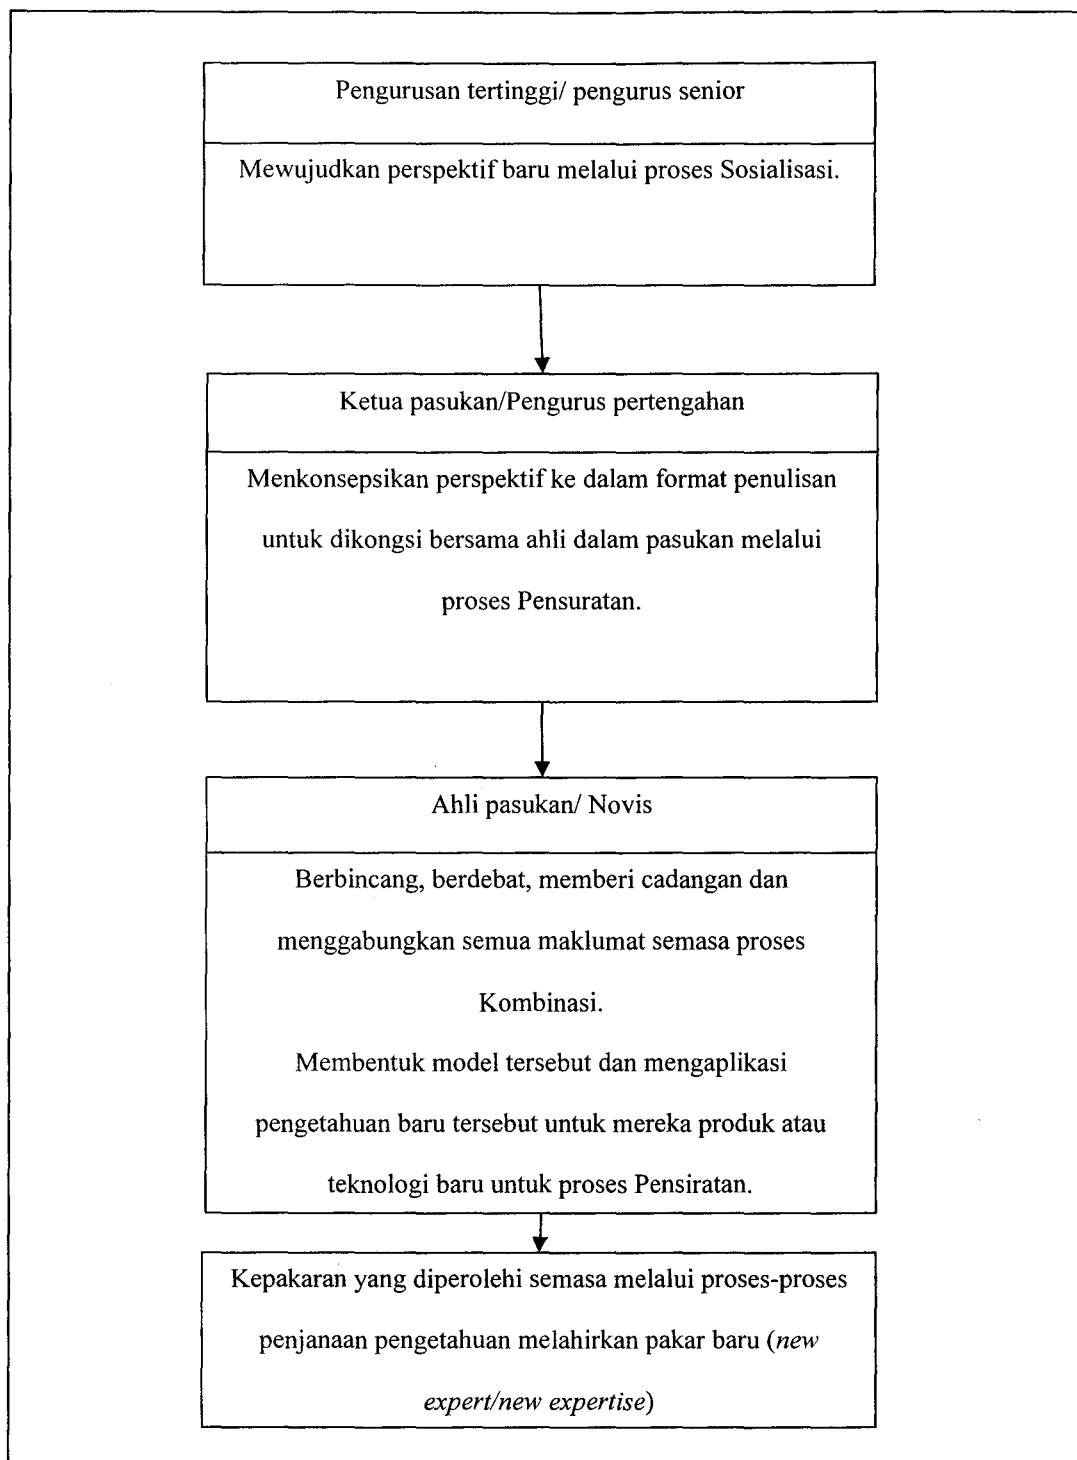 Pengurusan tertinggi/ pengurus senior
Mewujudkan perspektif baru melalui proses Sosialisasi.
Ketua pasukan/Pengurus pertengahan
Menkonsepsikan perspektif ke dalam format penulisan
untuk dikongsi bersama ahli dalam pasukan melalui
proses Pensuratan.
Ahli pasukan/ Novis
Berbincang, berdebat, memberi cadangan dan
menggabungkan semua maklumat semasa proses
Kombinasi.
Membentuk model tersebut dan mengaplikasi
pengetahuan baru tersebut untuk mereka produk atau
teknologi baru untuk proses Pensiratan.
Kepakaran yang diperolehi semasa melalui proses-proses
penjanaan pengetahuan melahirkan pakar baru (new
expert/new expertise)